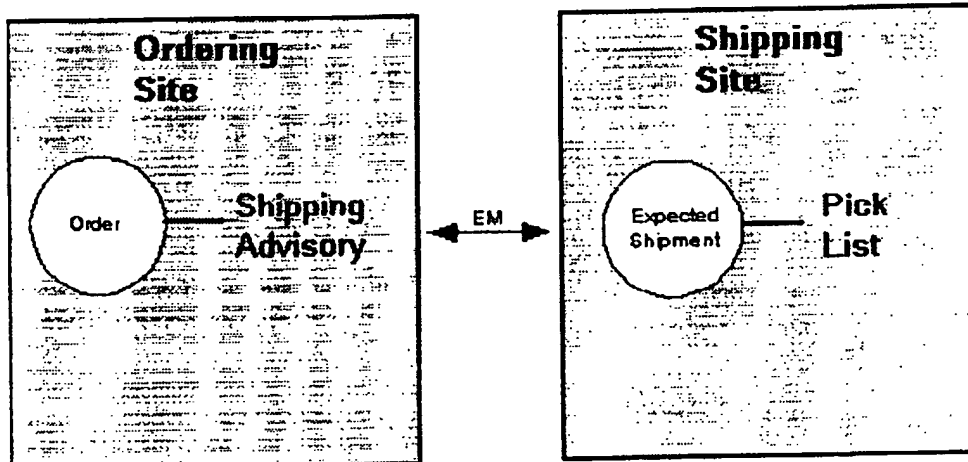 Ordering
Site
Order
Shipping
Advisory
EM
Shipping
Site
Expected
Shipment
Pick
List